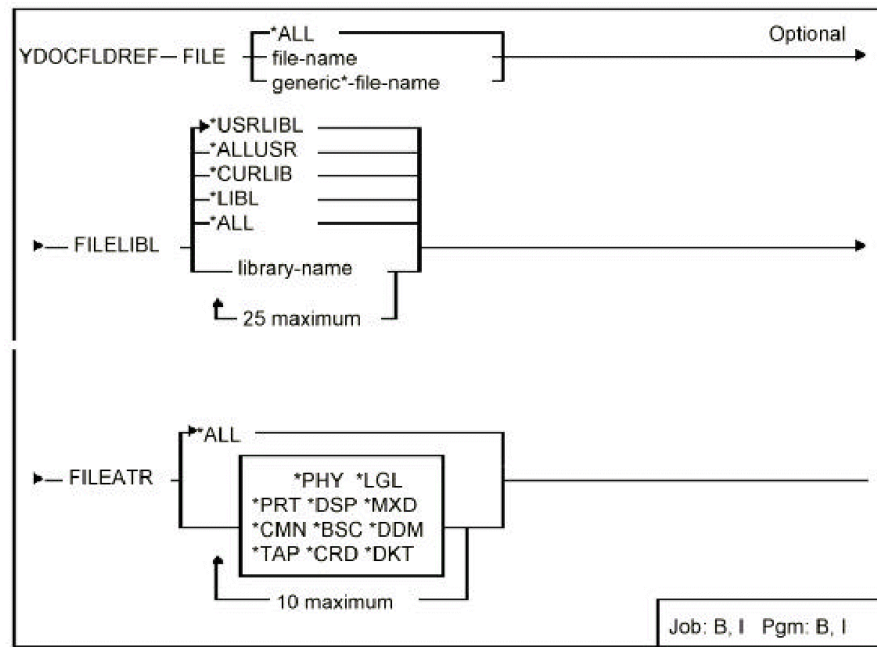 *ALL
Optional
YDOCFLDREF FILE
file-name
generic*-file-name
*USRLIBL
*ALLUSR
*CURLIB
*LIBL
*ALL
FILELIBL
library-name
25 maximum
*ALL
FILEATR
*PHY *LGL
*PRT *DSP *MXD
*CMN *BSC *DDM
*TAP *CRD *DKT
10 maximum
Job: B, I Pgm: B, I